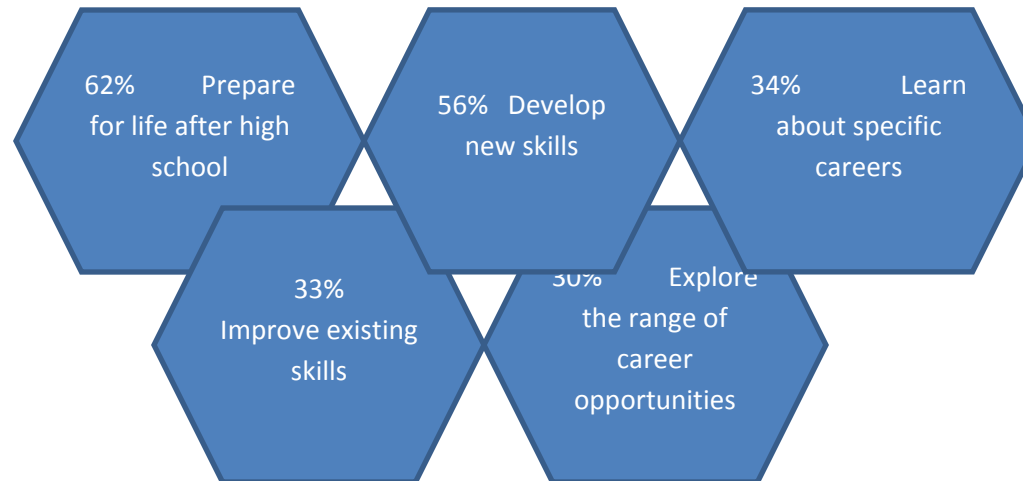 62% Prepare
for life after high
school
56% Develop
new skills
34% Learn
about specific
careers
33%
Improve existing
skills
30% Explore
the range of
career
opportunities